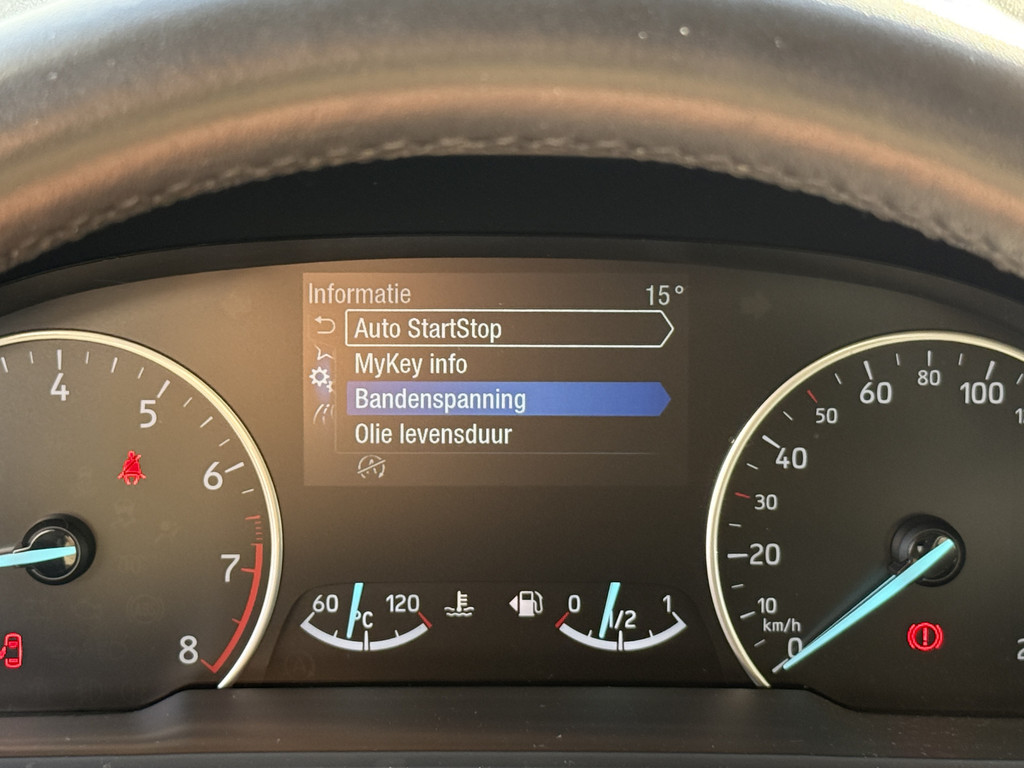 Informatie 15°
Auto StartStop
MyKey info
Bandenspanning
Olie levensduur
4
5
6
7
8
60 °C 120
0 1/2 1
0
10
km/h
20
30
40
50
60
80
100